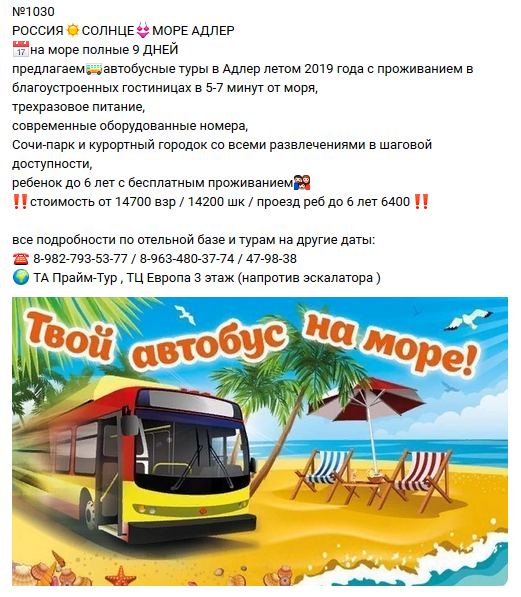 №1030
РОССИЯ☀️СОЛНЦЕ👙МОРЕ АДЛЕР
📅на море полные 9 ДНЕЙ
предлагаем🚌автобусные туры в Адлер летом 2019 года с проживанием в
благоустроенных гостиницах в 5-7 минут от моря,
трехразовое питание,
современные оборудованные номера,
Сочи-парк и курортный городок со всеми развлечениями в шаговой
доступности,
ребенок до 6 лет с бесплатным проживанием👪
‼️стоимость от 14700 взр / 14200 шк / проезд реб до 6 лет 6400 ‼️
все подробности по отельной базе и турам на другие даты:
☎️ 8-982-793-53-77 / 8-963-480-37-74 / 47-98-38
🌍 ТА Прайм-Тур , ТЦ Европа 3 этаж (напротив эскалатора )
Твой автобус на море!